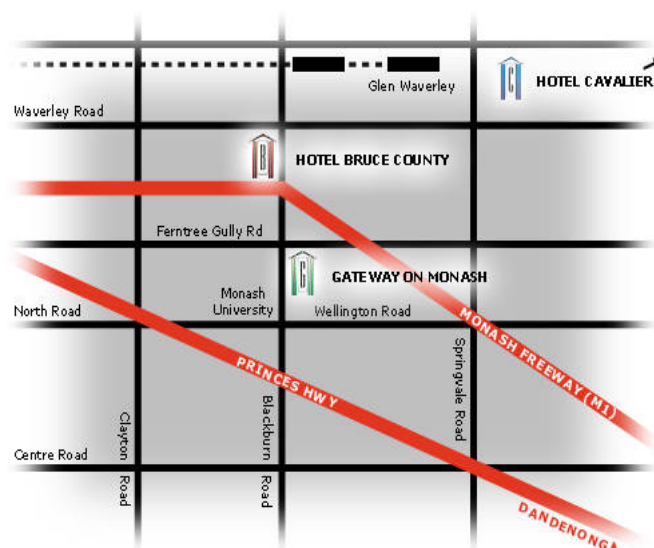 Glen Waverley
C
HOTEL CAVALIER
Waverley Road
B
HOTEL BRUCE COUNTY
Ferntree Gully Rd
G
GATEWAY ON MONASH
Monash
University
North Road
Wellington Road
MONASH FREEWAY (M1)
PRINCES HWY
Springvale Road
Clayton Road
Blackburn Road
Centre Road
DANDENONG